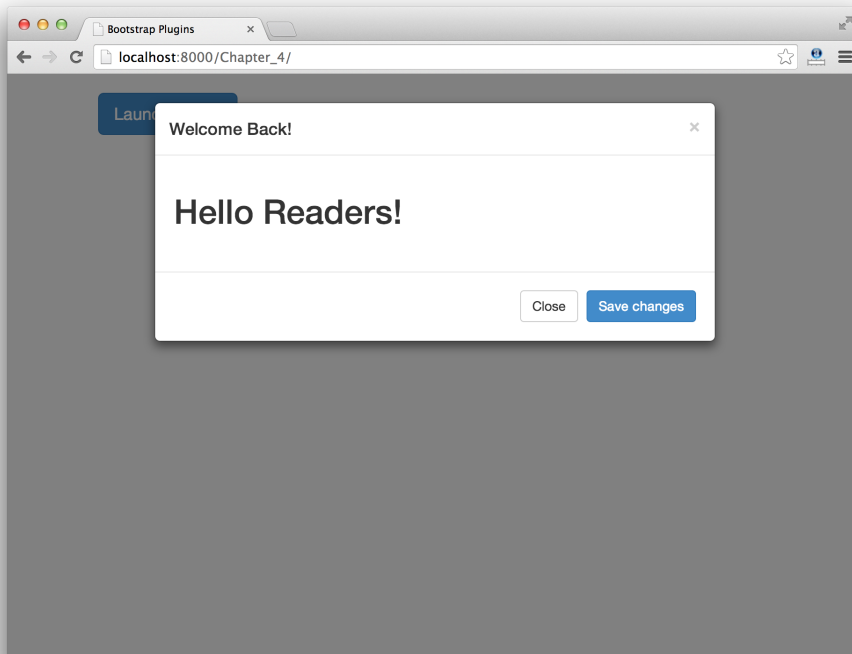 Bootstrap Plugins
localhost:8000/Chapter_4/
Welcome Back!
Hello Readers!
Close
Save changes